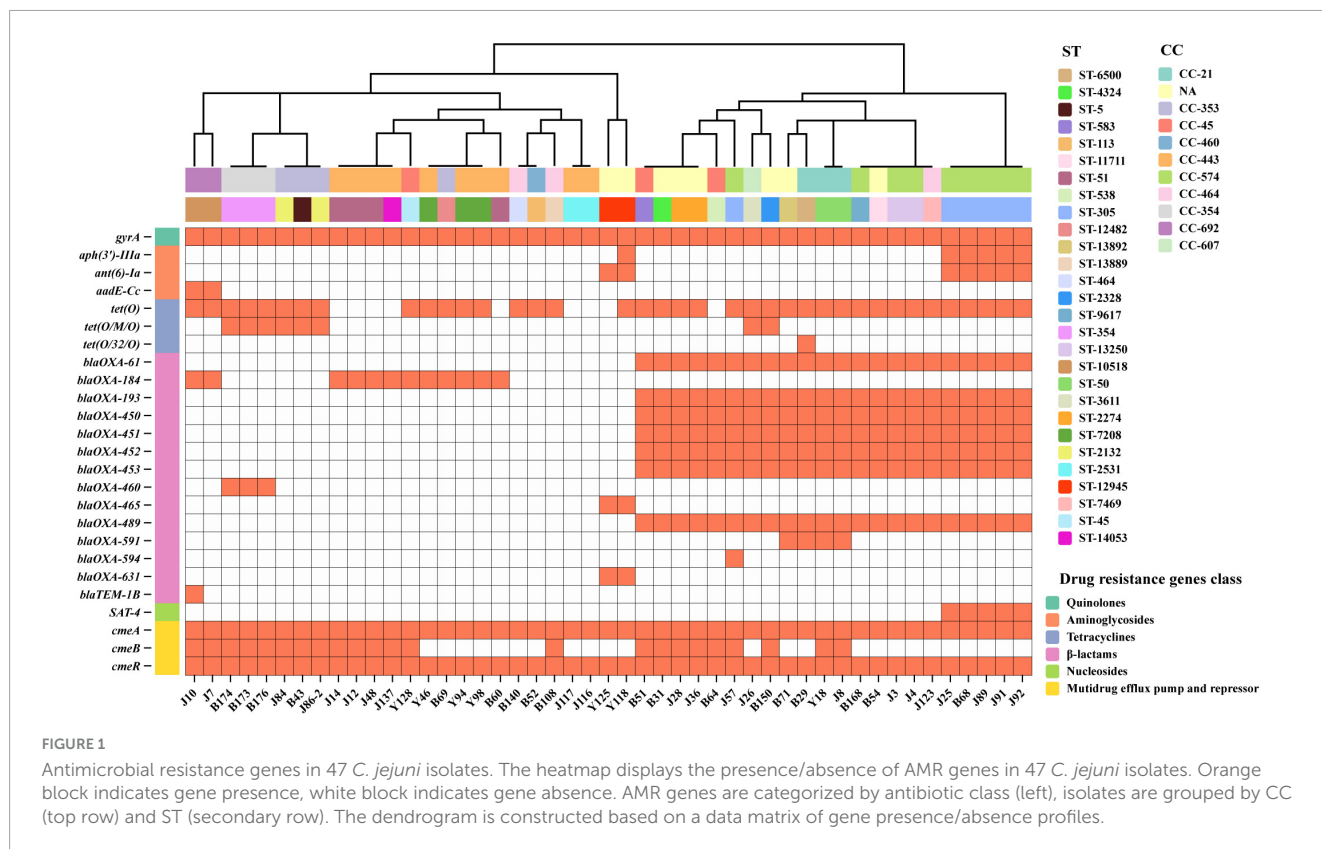 ST
ST-6500
ST-4324
ST-5
ST-583
ST-113
ST-11711
ST-51
ST-538
ST-305
ST-12482
ST-13892
ST-13889
ST-464
ST-2328
ST-9617
ST-354
ST-13250
ST-10518
ST-50
ST-3611
ST-2274
ST-7208
ST-2132
ST-2531
ST-12945
ST-7469
ST-45
ST-14053
CC
CC-21
NA
CC-353
CC-45
CC-460
CC-443
CC-574
CC-464
CC-354
CC-692
CC-607
gyrA
aph(3')-IIIa
ant(6)-Ia
aadE-Cc
tet(O)
tet(O/M/O)
tet(O/32/O)
blaOXA-61
blaOXA-184
blaOXA-193
blaOXA-450
blaOXA-451
blaOXA-452
blaOXA-453
blaOXA-460
blaOXA-465
blaOXA-489
blaOXA-591
blaOXA-594
blaOXA-631
blaTEM-1B
SAT-4
cmeA
cmeB
cmeR
Drug resistance genes class
Quinolones
Aminoglycosides
Tetracyclines
β-lactams
Nucleosides
Mutidrug efflux pump and repressor
J10 J7 B174 B173 B176 J84 B43 J86-2 J14 J12 J48 J137 Y128 Y46 B69 Y94 Y98 B60 B140 B52 B108 J117 J116 Y125 Y118 B51 B31 J28 J36 B64 J57 J26 B150 B71 B29 Y18 J18 B168 B54 J3 J4 J123 J25 B68 J89 J91 J92
FIGURE 1
Antimicrobial resistance genes in 47 C. jejuni isolates. The heatmap displays the presence/absence of AMR genes in 47 C. jejuni isolates. Orange
block indicates gene presence, white block indicates gene absence. AMR genes are categorized by antibiotic class (left), isolates are grouped by CC
(top row) and ST (secondary row). The dendrogram is constructed based on a data matrix of gene presence/absence profiles.